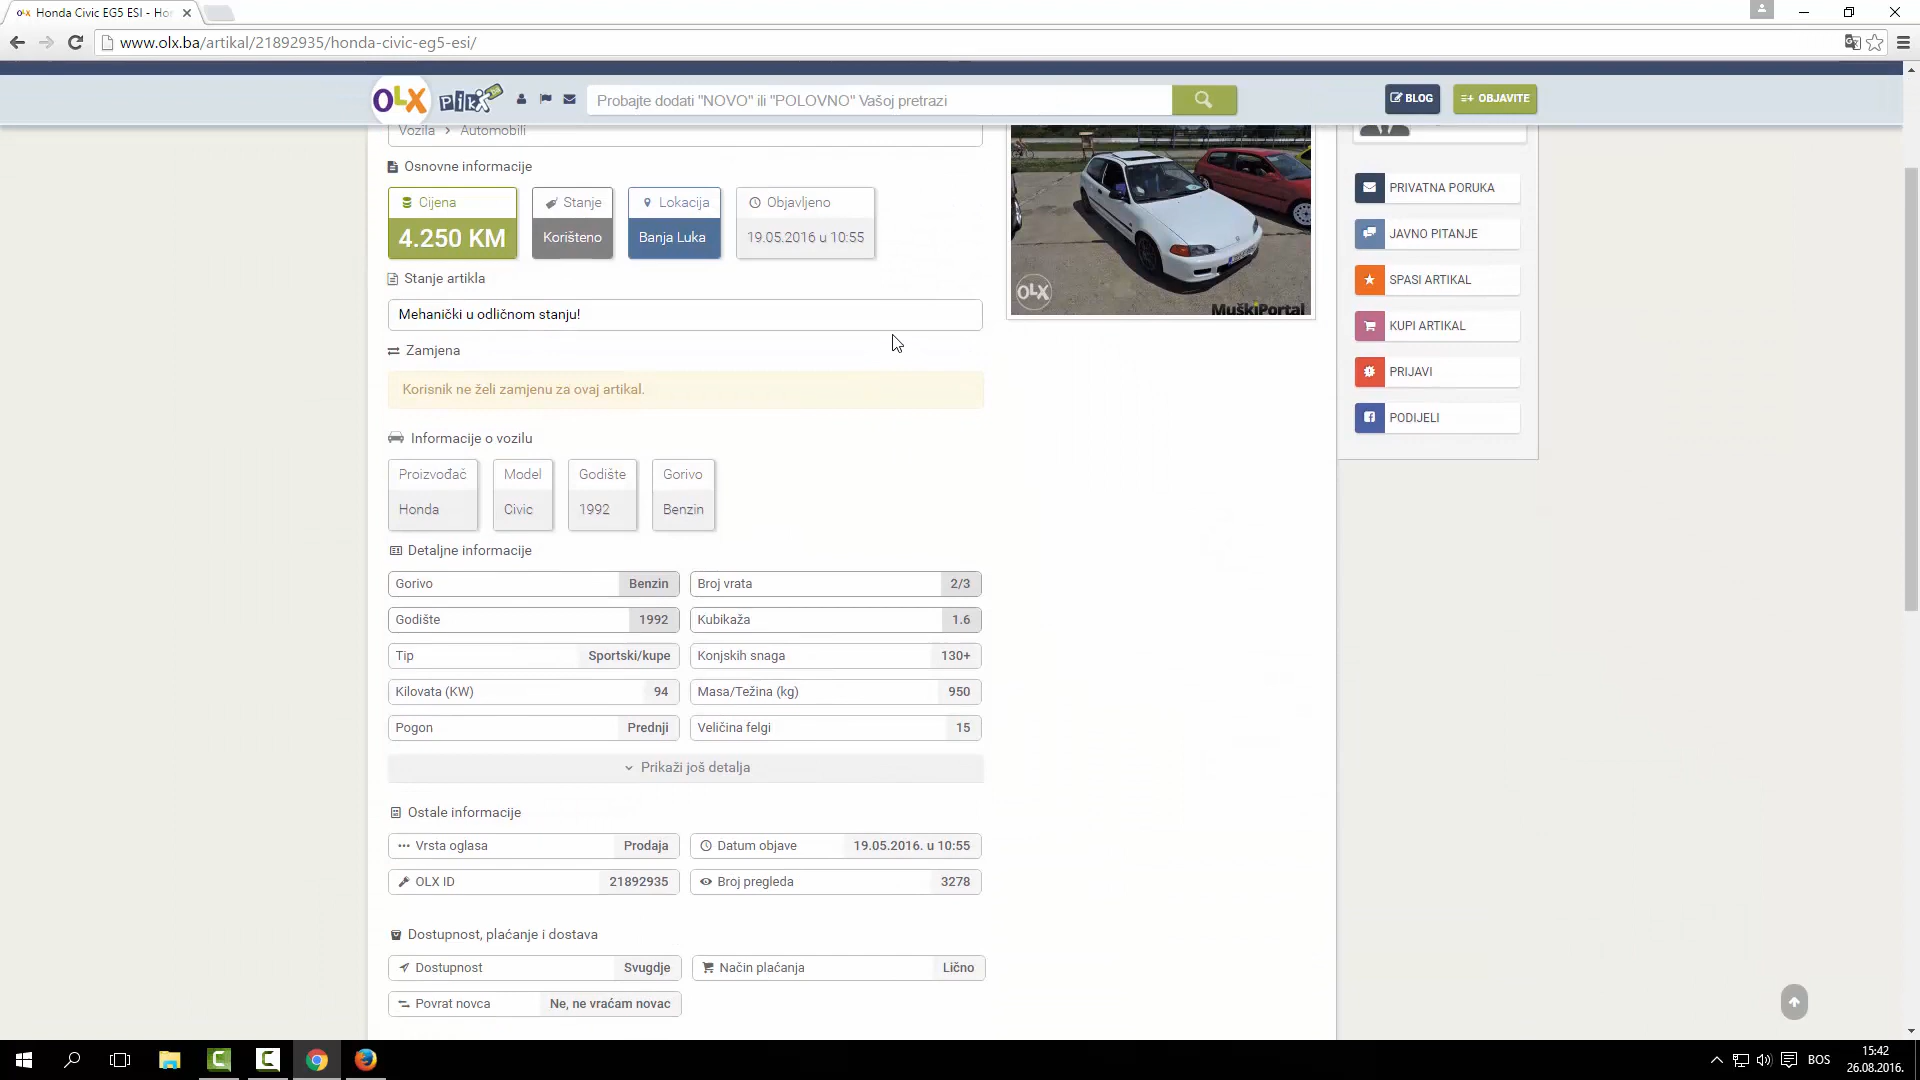 Honda Civic EG5 ESI - Hor
www.olx.ba/artikal/21892935/honda-civic-eg5-esi/
OLX PIK
Probajte dodati "NOVO" ili "POLOVNO" Vašoj pretrazi
BLOG
OBJAVITE
Vozila > Automobili
Osnovne informacije
Cijena
4.250 KM
Stanje
Korišteno
Lokacija
Banja Luka
Objavljeno
19.05.2016 u 10:55
Stanje artikla
Mehanički u odličnom stanju!
Zamjena
Korisnik ne želi zamjenu za ovaj artikal.
Informacije o vozilu
Proizvođač
Honda
Model
Civic
Godište
1992
Gorivo
Benzin
Detaljne informacije
Gorivo Benzin
Broj vrata 2/3
Godište 1992
Kubikaža 1.6
Tip Sportski/kupe
Konjskih snaga 130+
Kilovata (KW) 94
Masa/Težina (kg) 950
Pogon Prednji
Veličina felgi 15
Prikaži još detalja
Ostale informacije
Vrsta oglasa Prodaja
Datum objave 19.05.2016. u 10:55
OLX ID 21892935
Broj pregleda 3278
Dostupnost, plaćanje i dostava
Dostupnost Svugdje
Način plaćanja Lično
Povrat novca Ne, ne vraćam novac
OLX
MuškiPortal
PRIVATNA PORUKA
JAVNO PITANJE
SPASI ARTIKAL
KUPI ARTIKAL
PRIJAVI
PODIJELI
BOS
15:42
26.08.2016.